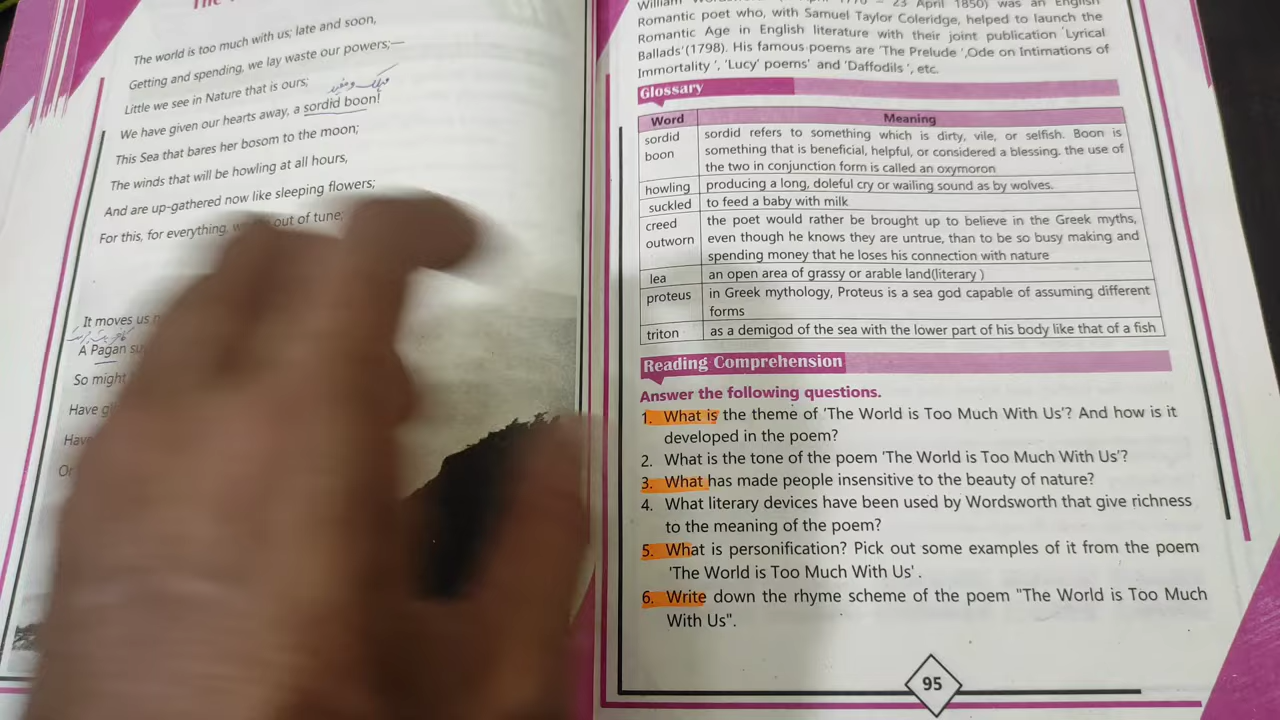 The
The world is too much with us; late and soon,
Getting and spending, we lay waste our powers;—
Little we see in Nature that is ours;
We have given our hearts away, a sordid boon!
This Sea that bares her bosom to the moon;
The winds that will be howling at all hours,
And are up-gathered now like sleeping flowers;
For this, for everything, out of tune;
It moves us
A Pagan
So might
Have
Hav
Or
William 23 April 1850) was an English
Romantic poet who, with Samuel Taylor Coleridge, helped to launch the
Romantic Age in English literature with their joint publication 'Lyrical
Ballads'(1798). His famous poems are 'The Prelude ',Ode on Intimations of
Immortality ', 'Lucy' poems' and 'Daffodils ', etc.
Glossary
Word Meaning
sordid boon sordid refers to something which is dirty, vile, or selfish. Boon is
something that is beneficial, helpful, or considered a blessing. the use of
the two in conjunction form is called an oxymoron
howling producing a long, doleful cry or wailing sound as by wolves.
suckled to feed a baby with milk
creed outworn the poet would rather be brought up to believe in the Greek myths,
even though he knows they are untrue, than to be so busy making and
spending money that he loses his connection with nature
lea an open area of grassy or arable land(literary )
proteus in Greek mythology, Proteus is a sea god capable of assuming different
forms
triton as a demigod of the sea with the lower part of his body like that of a fish
Reading Comprehension
Answer the following questions.
1. What is the theme of 'The World is Too Much With Us'? And how is it
developed in the poem?
2. What is the tone of the poem 'The World is Too Much With Us'?
3. What has made people insensitive to the beauty of nature?
4. What literary devices have been used by Wordsworth that give richness
to the meaning of the poem?
5. What is personification? Pick out some examples of it from the poem
'The World is Too Much With Us' .
6. Write down the rhyme scheme of the poem "The World is Too Much
With Us".
95